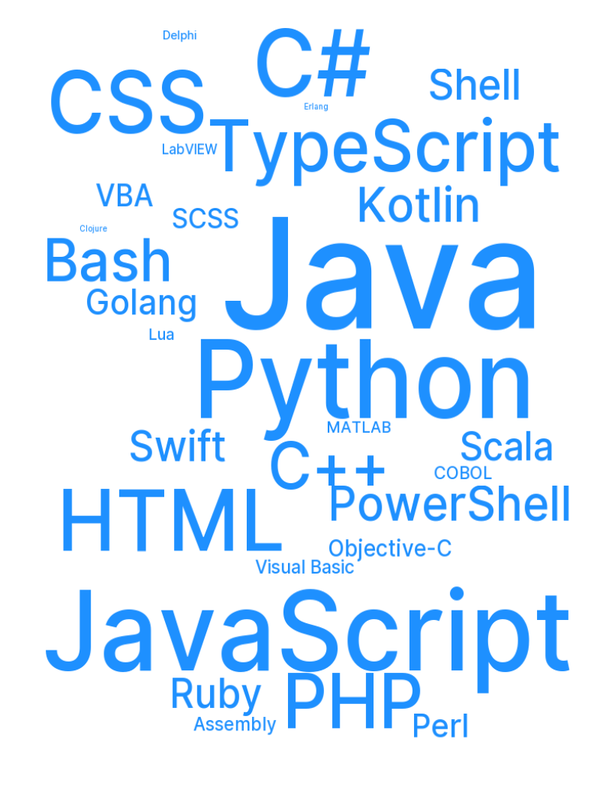 Delphi
C#
CSS
Shell
Erlang
TypeScript
LabVIEW
VBA
Kotlin
SCSS
Clojure
Java
Bash
Golang
Lua
Python
MATLAB
Swift
Scala
C++
COBOL
HTML
PowerShell
Objective-C
Visual Basic
JavaScript
Ruby
PHP
Assembly
Perl